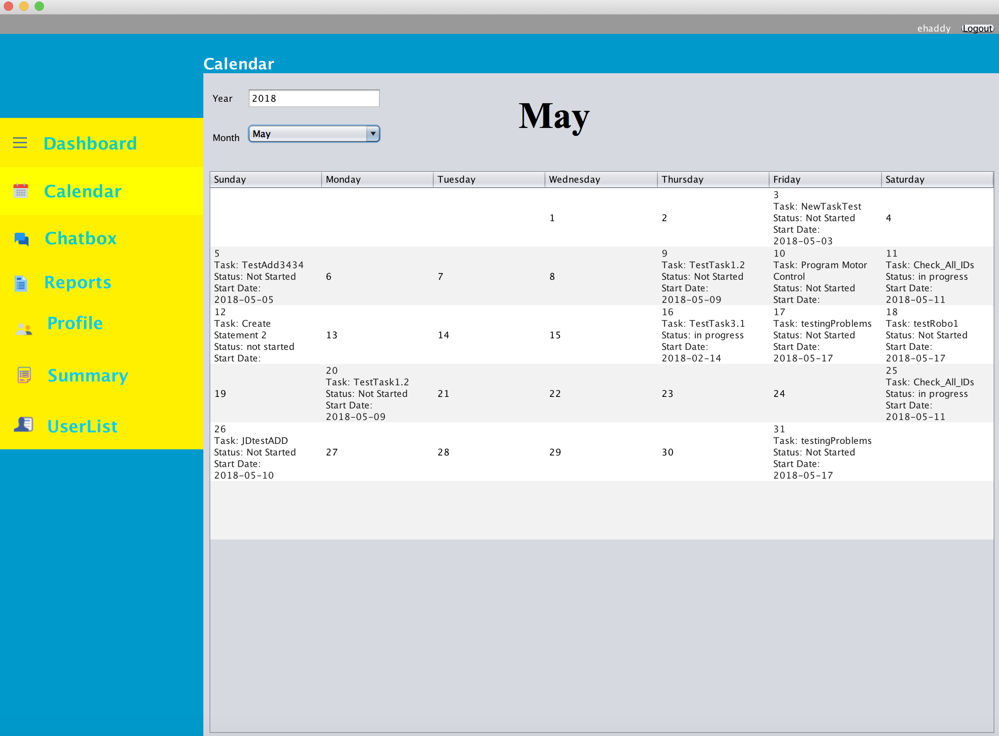 ehaddy Logout
Calendar
Year 2018
May
Month May
Dashboard
Calendar
Chatbox
Reports
Profile
Summary
UserList
Sunday Monday Tuesday Wednesday Thursday Friday Saturday
1
2
3
Task: NewTaskTest
Status: Not Started
Start Date:
2018-05-03
4
5
Task: TestAdd3434
Status: Not Started
Start Date:
2018-05-05
6
7
8
9
Task: TestTask1.2
Status: Not Started
Start Date:
2018-05-09
10
Task: Program Motor
Control
Status: Not Started
Start Date:
11
Task: Check_All_IDs
Status: in progress
Start Date:
2018-05-11
12
Task: Create
Statement 2
Status: not started
Start Date:
13
14
15
16
Task: TestTask3.1
Status: in progress
Start Date:
2018-02-14
17
Task: testingProblems
Status: Not Started
Start Date:
2018-05-17
18
Task: testRobo1
Status: Not Started
Start Date:
2018-05-17
19
20
Task: TestTask1.2
Status: Not Started
Start Date:
2018-05-09
21
22
23
24
25
Task: Check_All_IDs
Status: in progress
Start Date:
2018-05-11
26
Task: JDtestADD
Status: Not Started
Start Date:
2018-05-10
27
28
29
30
31
Task: testingProblems
Status: Not Started
Start Date:
2018-05-17